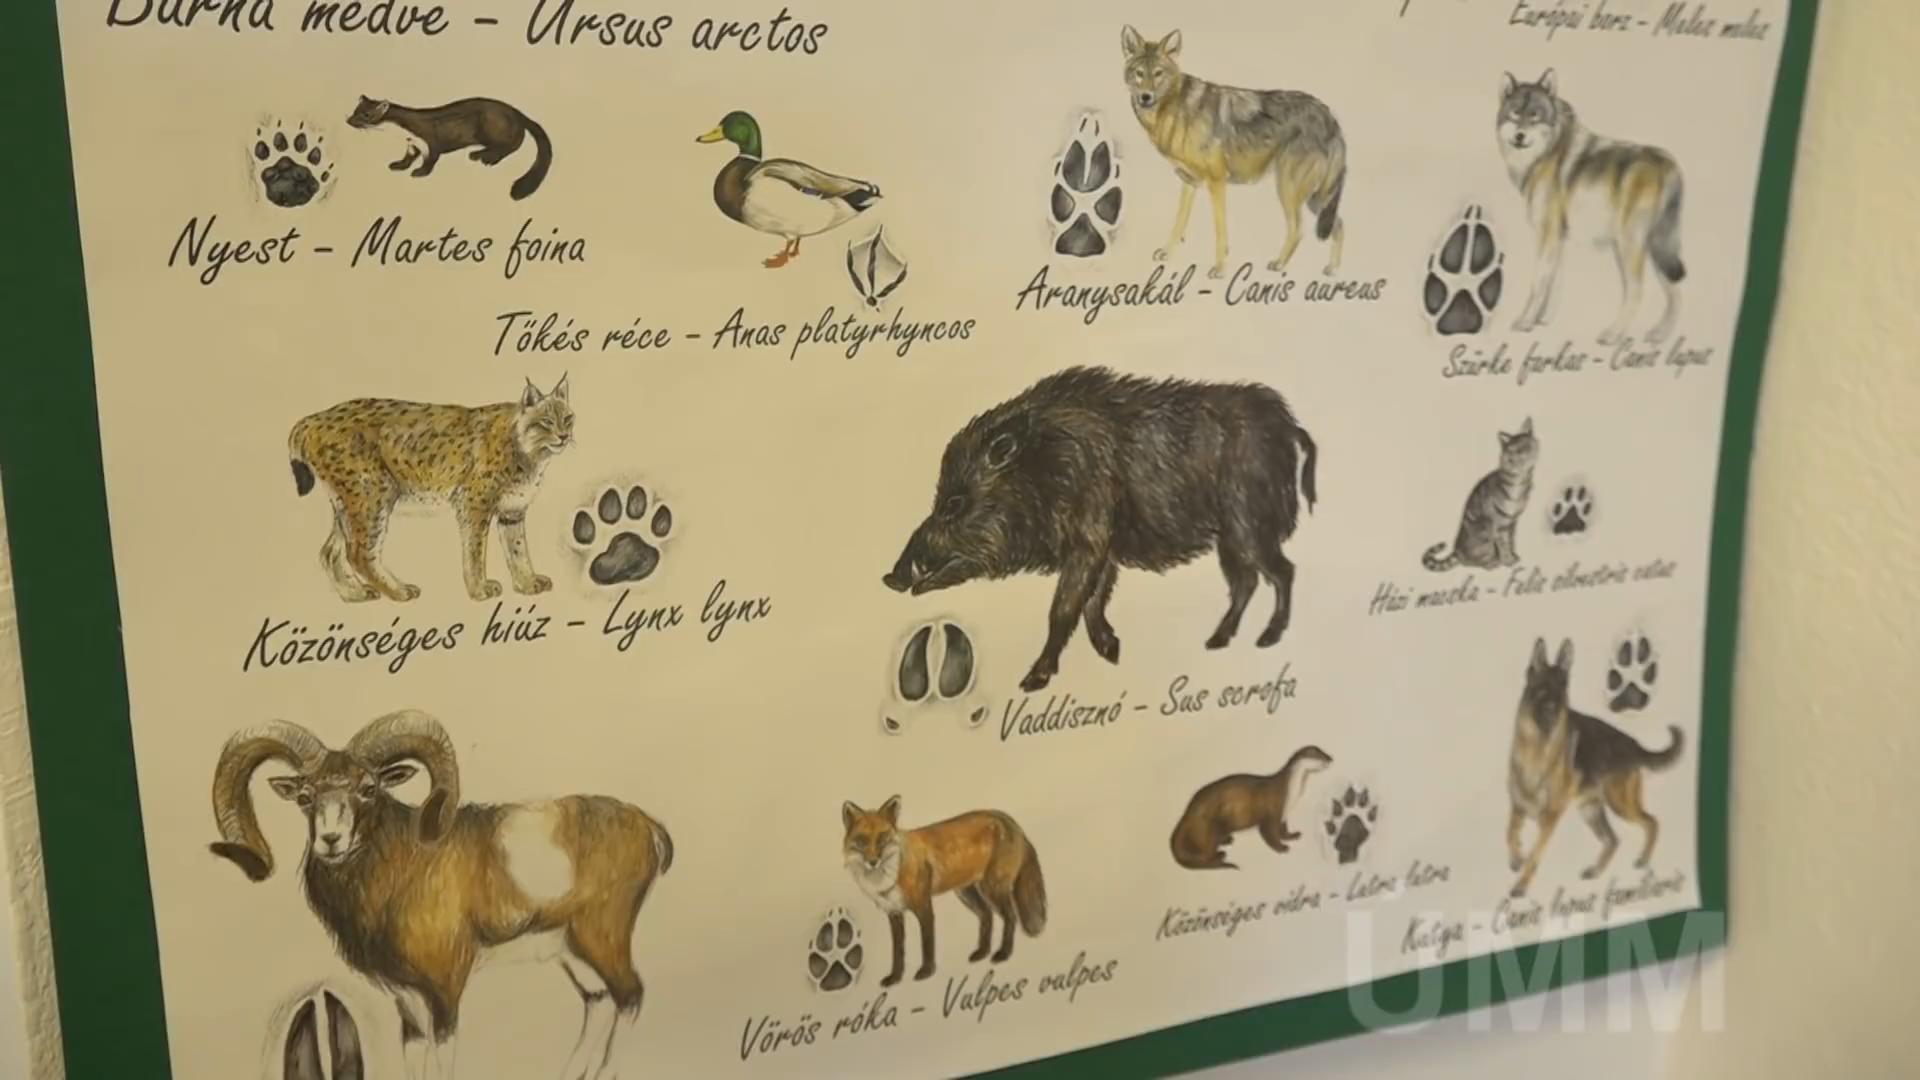 Barna medve - Ursus arctos
Európai borz - Meles meles
Nyest - Martes foina
Tőkés réce - Anas platyrhyncos
Aranysakál - Canis aureus
Szürke farkas - Canis lupus
Közönséges hiúz - Lynx lynx
Vaddisznó - Sus scrofa
Házi macska - Felis silvestris catus
Vörös róka - Vulpes vulpes
Közönséges vidra - Lutra lutra
Kutya - Canis lupus familiaris
UMM